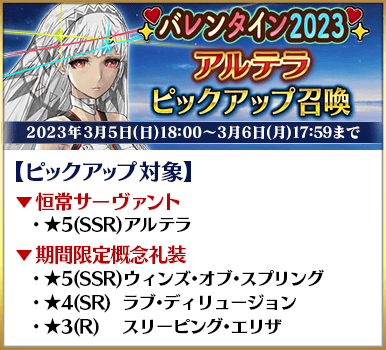 バレンタイン2023
アルテラ
ピックアップ召喚
2023年3月5日(日)18:00～3月6日(月)17:59まで
【ピックアップ対象】
▼恒常サーヴァント
・★5(SSR)アルテラ
▼期間限定概念礼装
・★5(SSR)ウィンズ・オブ・スプリング
・★4(SR) ラブ・ディリュージョン
・★3(R) スリーピング・エリザ